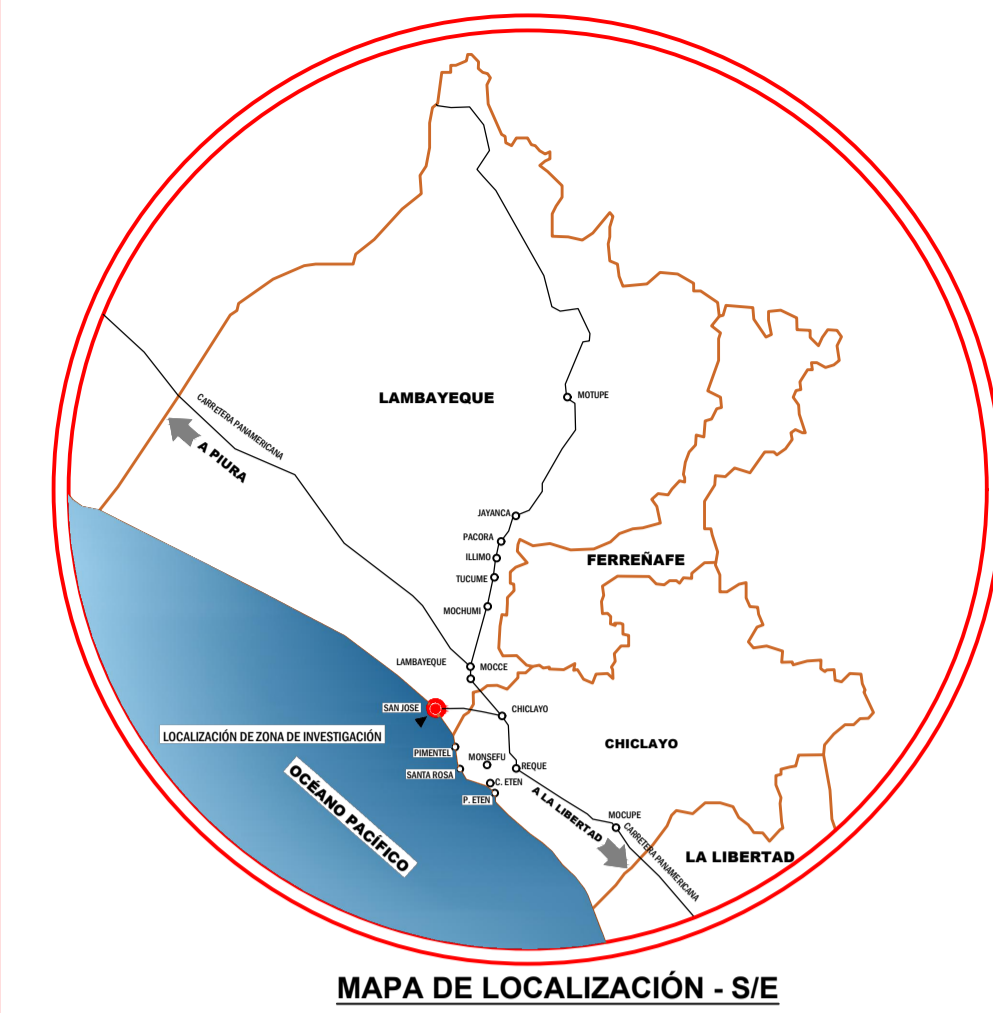 LAMBAYEQUE
MOTUPE
CARRETERA PANAMERICANA
A PIURA
JAYANCA
PACORA
ILLIMO
FERREÑAFE
TUCUME
MOCHUMI
LAMBAYEQUE
MOCCE
SAN JOSE
CHICLAYO
LOCALIZACIÓN DE ZONA DE INVESTIGACIÓN
CHICLAYO
PIMENTEL
MONSEFU
REQUE
SANTA ROSA
C. ETEN
P. ETEN
OCÉANO PACÍFICO
A LA LIBERTAD
MOCUPE
CARRETERA PANAMERICANA
LA LIBERTAD
MAPA DE LOCALIZACIÓN - S/E